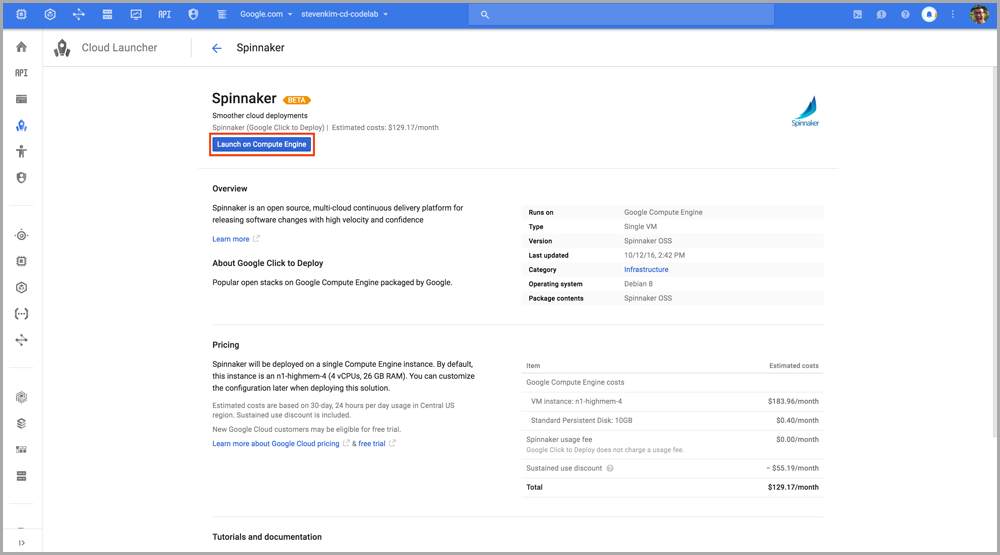 API
Google.com
stevenkim-cd-codelab
Cloud Launcher
Spinnaker
API
Spinnaker BETA
Smoother cloud deployments
Spinnaker (Google Click to Deploy) | Estimated costs: $129.17/month
Launch on Compute Engine
Spinnaker
Overview
Spinnaker is an open source, multi-cloud continuous delivery platform for
releasing software changes with high velocity and confidence
Learn more
About Google Click to Deploy
Popular open stacks on Google Compute Engine packaged by Google.
Runs on Google Compute Engine
Type Single VM
Version Spinnaker OSS
Last updated 10/12/16, 2:42 PM
Category Infrastructure
Operating system Debian 8
Package contents Spinnaker OSS
Pricing
Spinnaker will be deployed on a single Compute Engine instance. By default,
this instance is an n1-highmem-4 (4 vCPUs, 26 GB RAM). You can customize
the configuration later when deploying this solution.
Estimated costs are based on 30-day, 24 hours per day usage in Central US
region. Sustained use discount is included.
New Google Cloud customers may be eligible for free trial.
Learn more about Google Cloud pricing & free trial
Item Estimated costs
Google Compute Engine costs
VM instance: n1-highmem-4 $183.96/month
Standard Persistent Disk: 10GB $0.40/month
Spinnaker usage fee $0.00/month
Google Click to Deploy does not charge a usage fee.
Sustained use discount − $55.19/month
Total $129.17/month
Tutorials and documentation